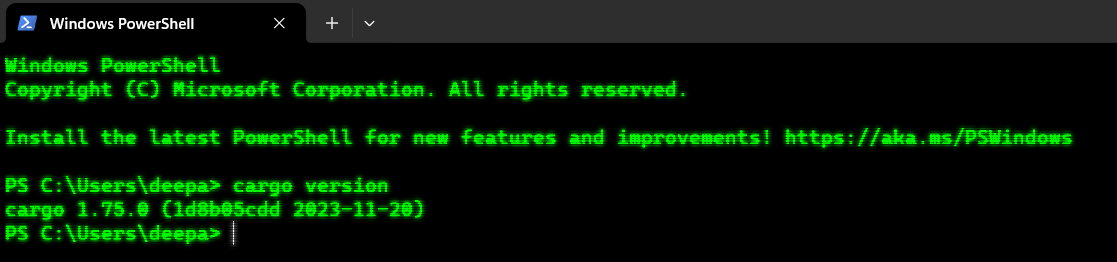 Windows PowerShell
Windows PowerShell
Copyright (C) Microsoft Corporation. All rights reserved.
Install the latest PowerShell for new features and improvements! https://aka.ms/PSWindows
PS C:\Users\deepa> cargo version
cargo 1.75.0 (1d8b05cdd 2023-11-20)
PS C:\Users\deepa>